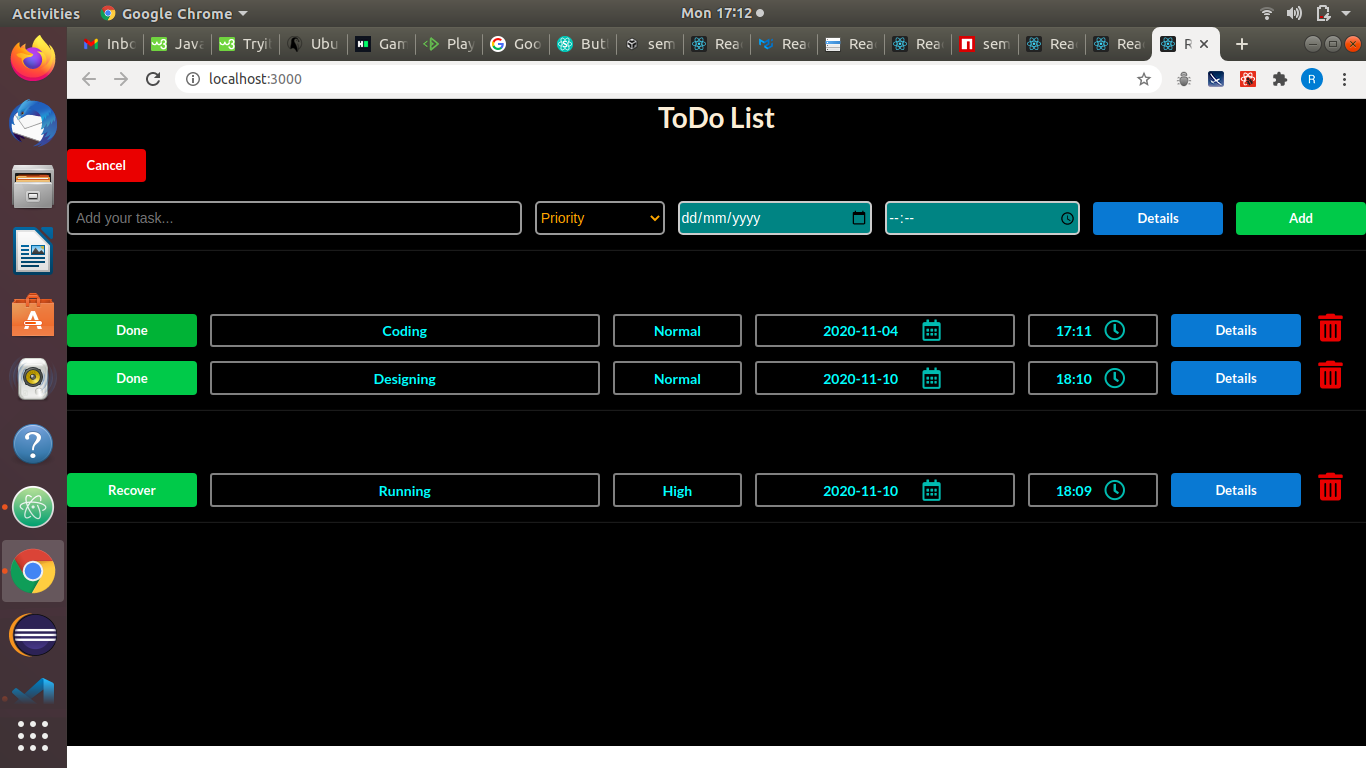 Activities Google Chrome Mon 17:12
Inbo Java Tryit Ubu Gam Play Goo Butt sem Rea Rea Rea Rea sem Rea Rea R
localhost:3000 R
ToDo List
Cancel
Add your task... Priority dd/mm/yyyy --:-- Details Add
Done Coding Normal 2020-11-04 17:11 Details
Done Designing Normal 2020-11-10 18:10 Details
Recover Running High 2020-11-10 18:09 Details